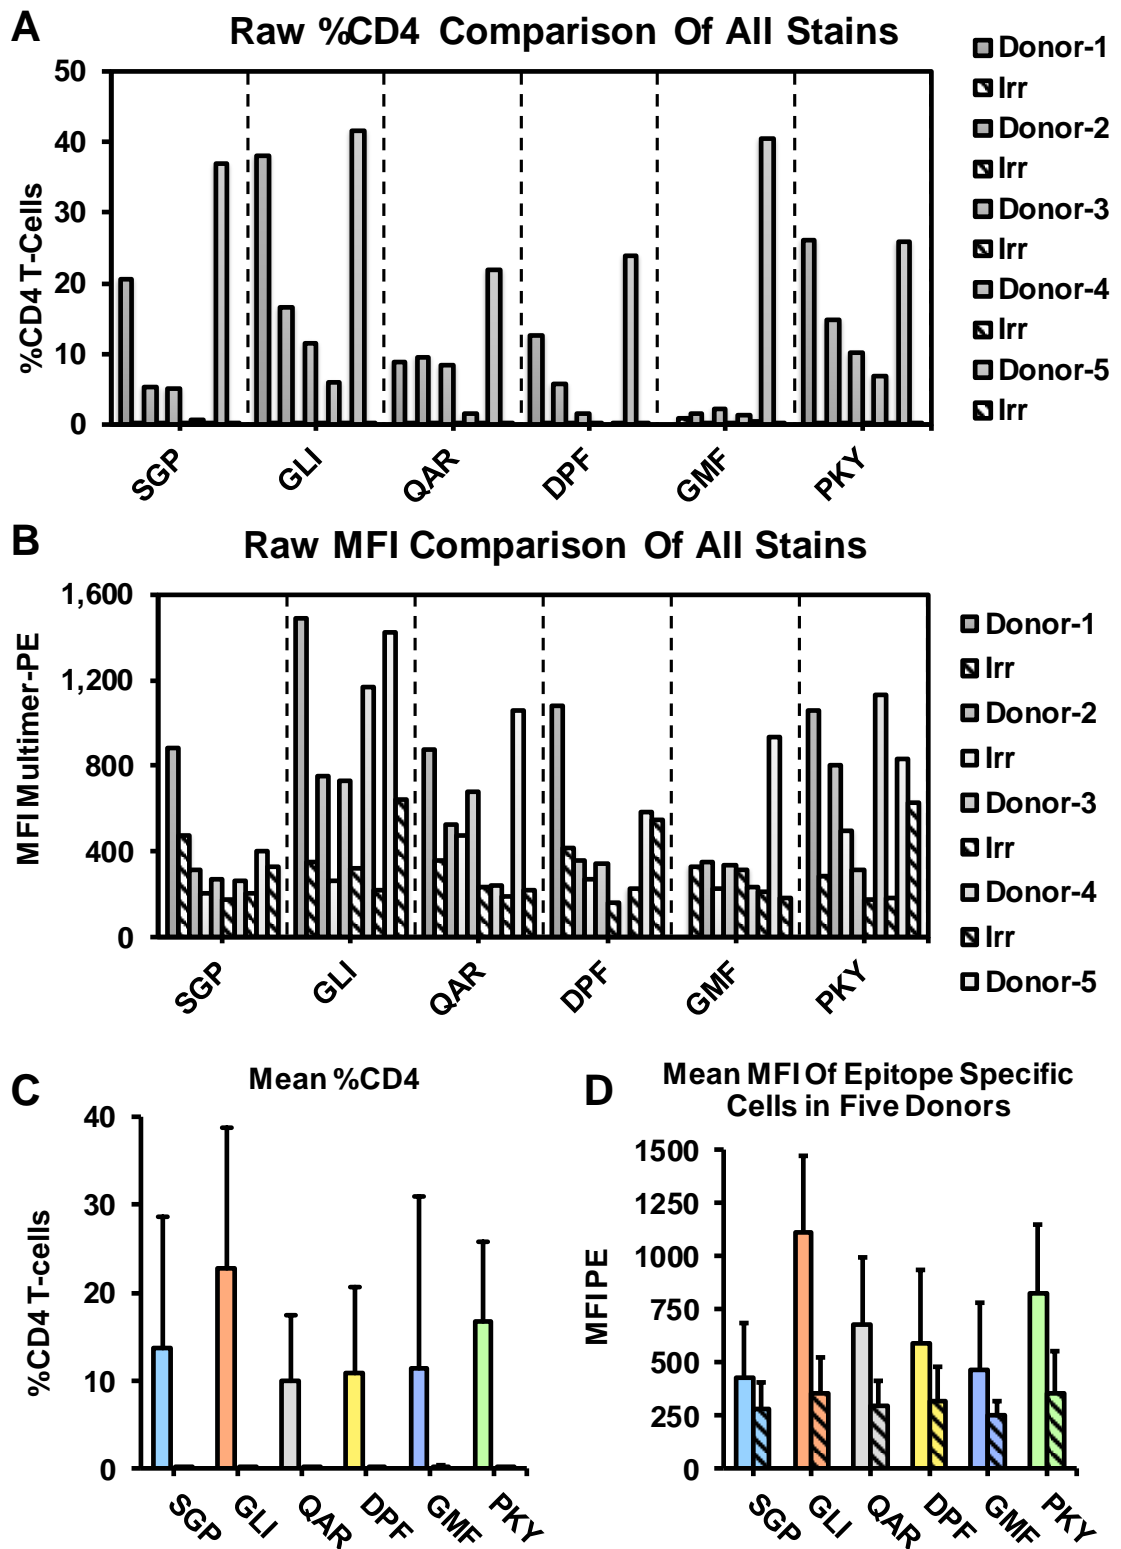 A
Raw %CD4 Comparison Of All Stains
%CD4 T-Cells
50
40
30
20
10
0
SGP
GLI
QAR
DPF
GMF
PKY
Donor-1
Irr
Donor-2
Irr
Donor-3
Irr
Donor-4
Irr
Donor-5
Irr
B
Raw MFI Comparison Of All Stains
MFI Multimer-PE
1,600
1,200
800
400
0
SGP
GLI
QAR
DPF
GMF
PKY
Donor-1
Irr
Donor-2
Irr
Donor-3
Irr
Donor-4
Irr
Donor-5
C
Mean %CD4
%CD4 T-cells
40
30
20
10
0
SGP
GLI
QAR
DPF
GMF
PKY
D
Mean MFI Of Epitope Specific
Cells in Five Donors
MFI PE
1500
1250
1000
750
500
250
0
SGP
GLI
QAR
DPF
GMF
PKY